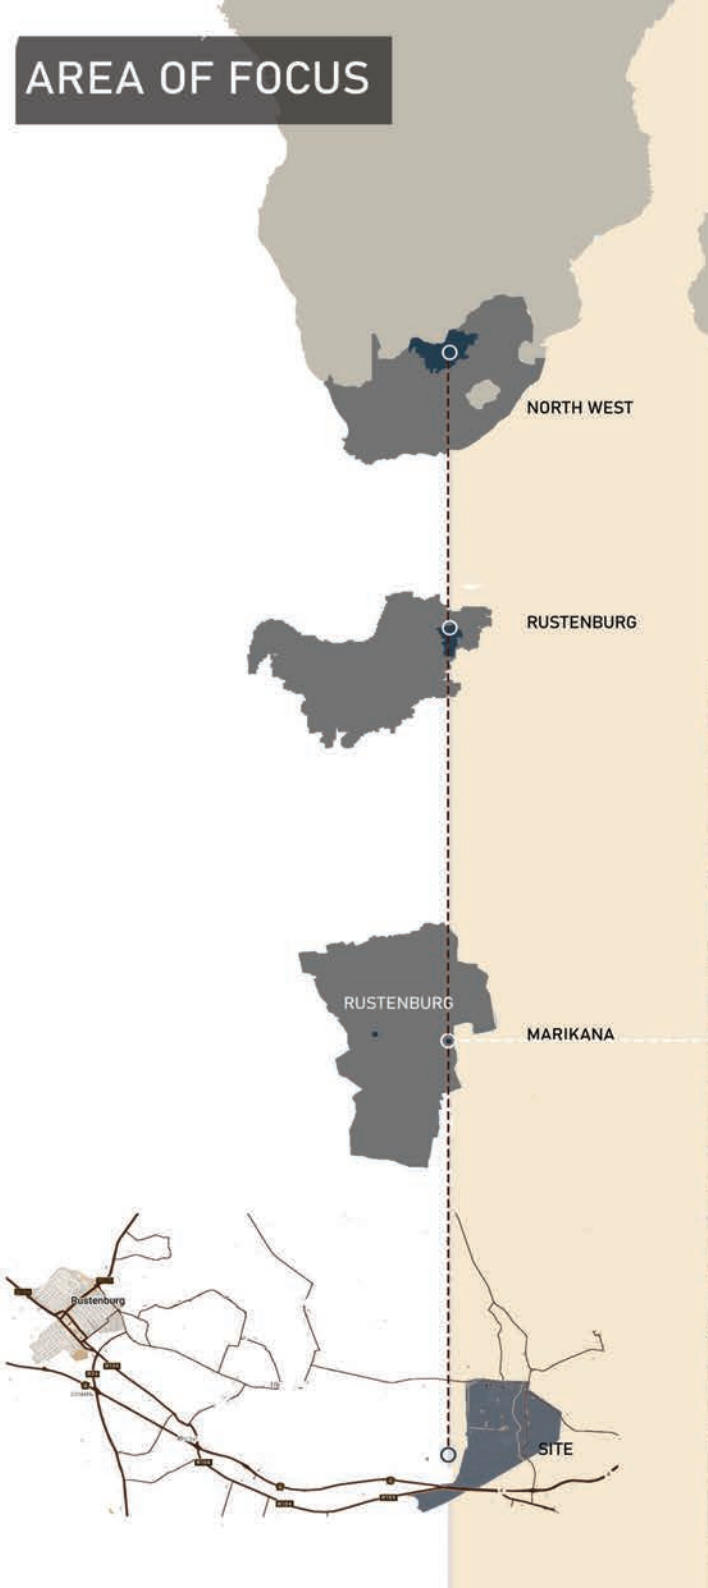 AREA OF FOCUS
NORTH WEST
RUSTENBURG
RUSTENBURG
MARIKANA
Rustenburg
SITE